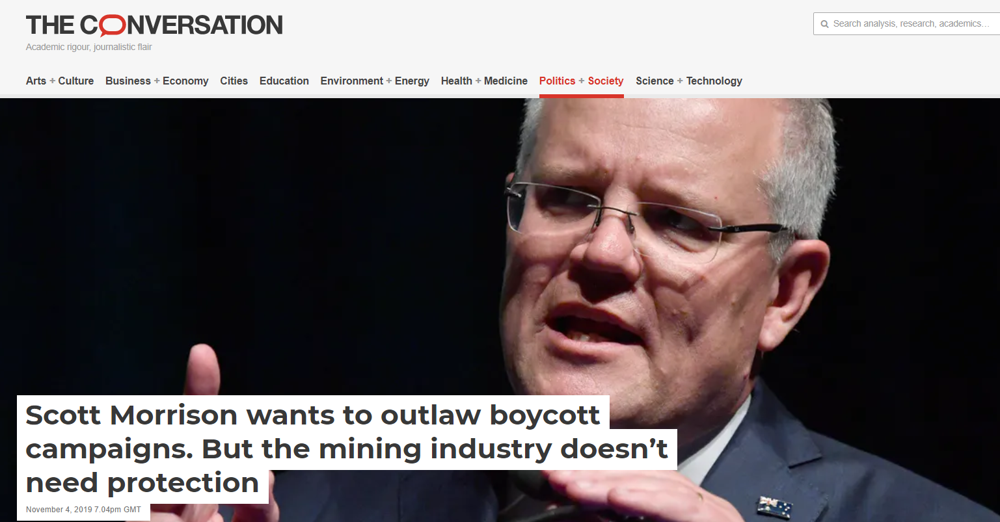 THE CONVERSATION
Academic rigour, journalistic flair
Search analysis, research, academics…
Arts + Culture Business + Economy Cities Education Environment + Energy Health + Medicine Politics + Society Science + Technology
Scott Morrison wants to outlaw boycott
campaigns. But the mining industry doesn’t
need protection
November 4, 2019 7.04pm GMT